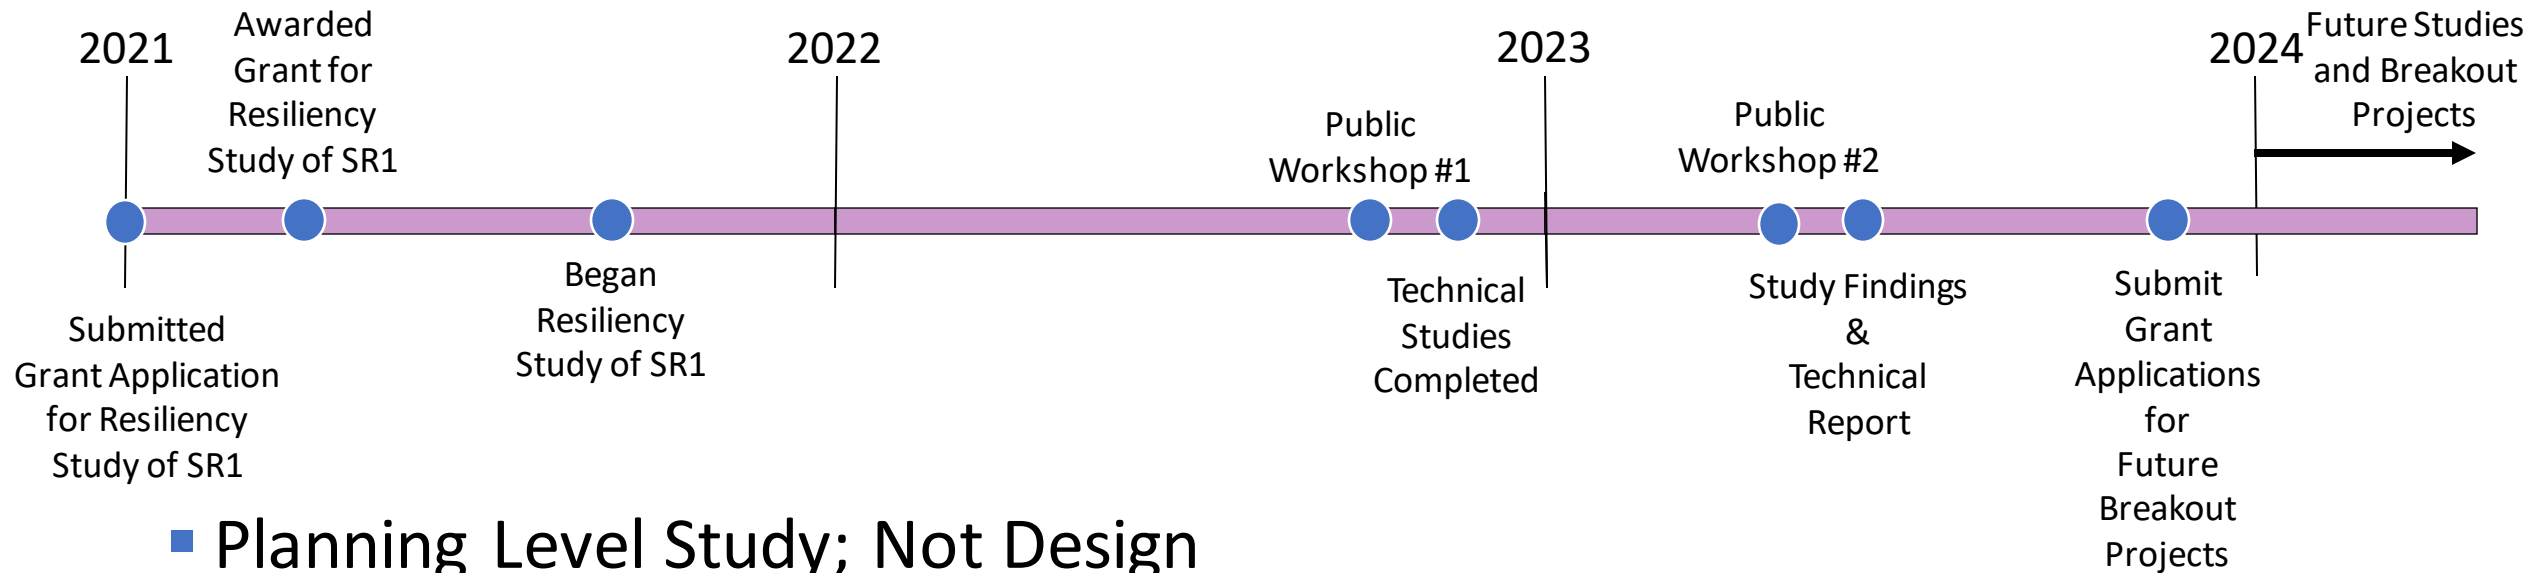 2021
Awarded
Grant for
Resiliency
Study of SR1
2022
2023
2024
Future Studies
and Breakout
Projects
Public
Workshop #1
Public
Workshop #2
Submitted
Grant Application
for Resiliency
Study of SR1
Began
Resiliency
Study of SR1
Technical
Studies
Completed
Study Findings
&
Technical
Report
Submit
Grant
Applications
for
Future
Breakout
Projects
Planning Level Study; Not Design